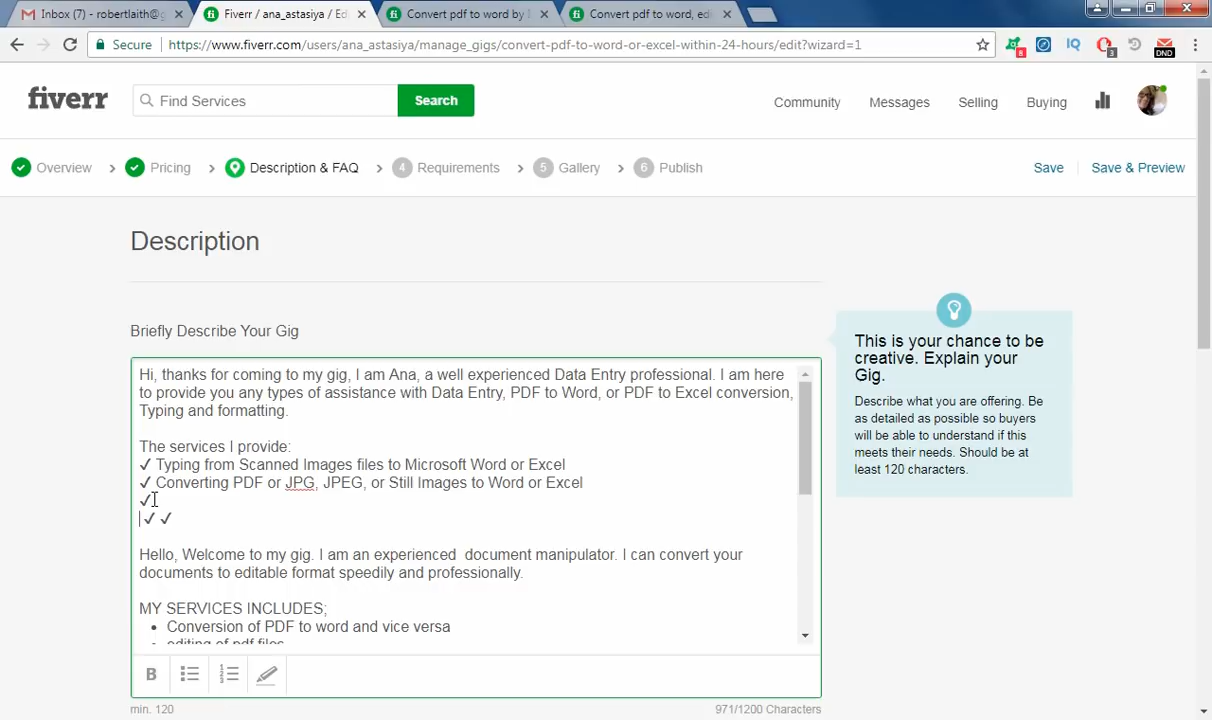 Inbox (7) - robertlaith@g
Fiverr / ana_astasiya / Ed
Convert pdf to word by E
Convert pdf to word, edi
Secure
https://www.fiverr.com/users/ana_astasiya/manage_gigs/convert-pdf-to-word-or-excel-within-24-hours/edit?wizard=1
8
IQ
3
DND
fiverr
Find Services
Search
Community
Messages
Selling
Buying
Overview
Pricing
Description & FAQ
4 Requirements
5 Gallery
6 Publish
Save
Save & Preview
Description
Briefly Describe Your Gig
Hi, thanks for coming to my gig, I am Ana, a well experienced Data Entry professional. I am here
to provide you any types of assistance with Data Entry, PDF to Word, or PDF to Excel conversion,
Typing and formatting.
The services I provide:
✓ Typing from Scanned Images files to Microsoft Word or Excel
✓ Converting PDF or JPG, JPEG, or Still Images to Word or Excel
✓
✓ ✓
Hello, Welcome to my gig. I am an experienced  document manipulator. I can convert your
documents to editable format speedily and professionally.
MY SERVICES INCLUDES;
• Conversion of PDF to word and vice versa
• editing of pdf files
B
min. 120
971/1200 Characters
This is your chance to be
creative. Explain your
Gig.
Describe what you are offering. Be
as detailed as possible so buyers
will be able to understand if this
meets their needs. Should be at
least 120 characters.